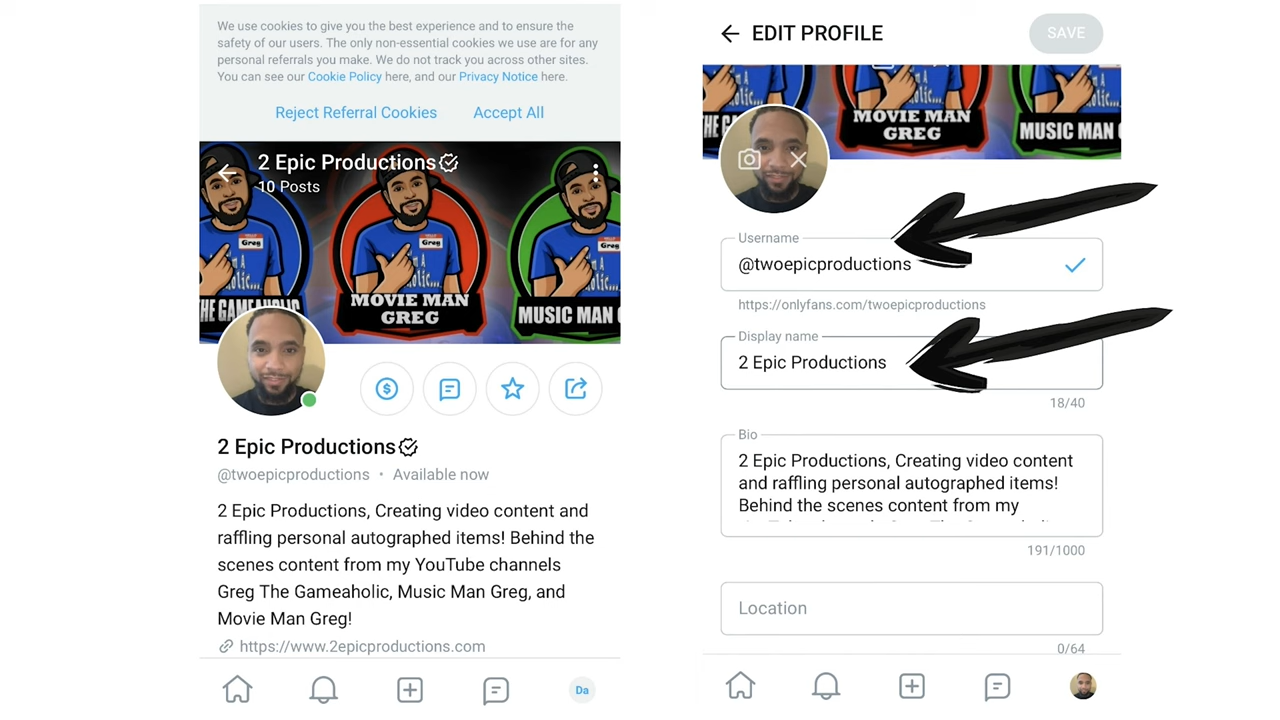 We use cookies to give you the best experience and to ensure the
safety of our users. The only non-essential cookies we use are for any
personal referrals you make. We do not track you across other sites.
You can see our Cookie Policy here, and our Privacy Notice here.
Reject Referral Cookies Accept All
2 Epic Productions
10 Posts
Greg
Greg
THE GAMEAHOLIC
MOVIE MAN
GREG
MUSIC MAN
2 Epic Productions
@twoepicproductions • Available now
2 Epic Productions, Creating video content and
raffling personal autographed items! Behind the
scenes content from my YouTube channels
Greg The Gameaholic, Music Man Greg, and
Movie Man Greg!
https://www.2epicproductions.com
Da
EDIT PROFILE
SAVE
MOVIE MAN
GREG
MUSIC MAN
Username
@twoepicproductions
https://onlyfans.com/twoepicproductions
Display name
2 Epic Productions
18/40
Bio
2 Epic Productions, Creating video content
and raffling personal autographed items!
Behind the scenes content from my
191/1000
Location
0/64